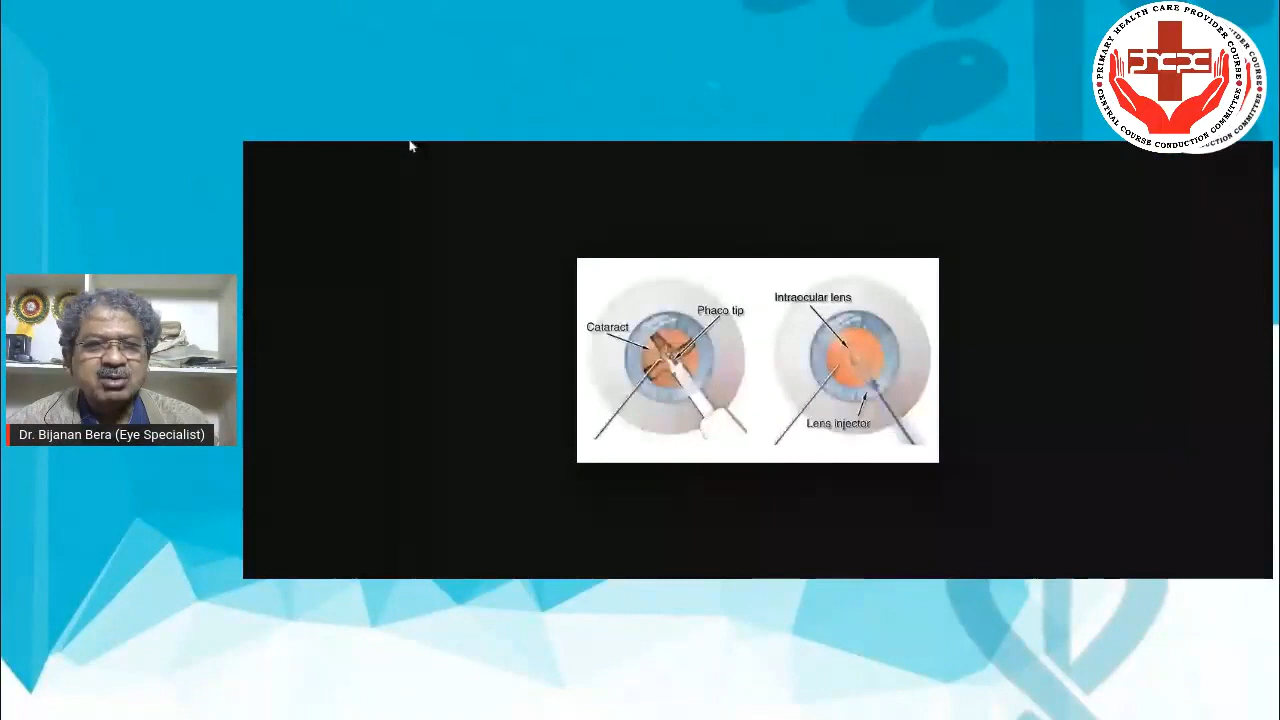 PRIMARY HEALTH CARE PROVIDER COURSE
CENTRAL COURSE CONDUCTION COMMITTEE
phcpc
Intraocular lens
Phaco tip
Cataract
Lens injector
Dr. Bijanan Bera (Eye Specialist)